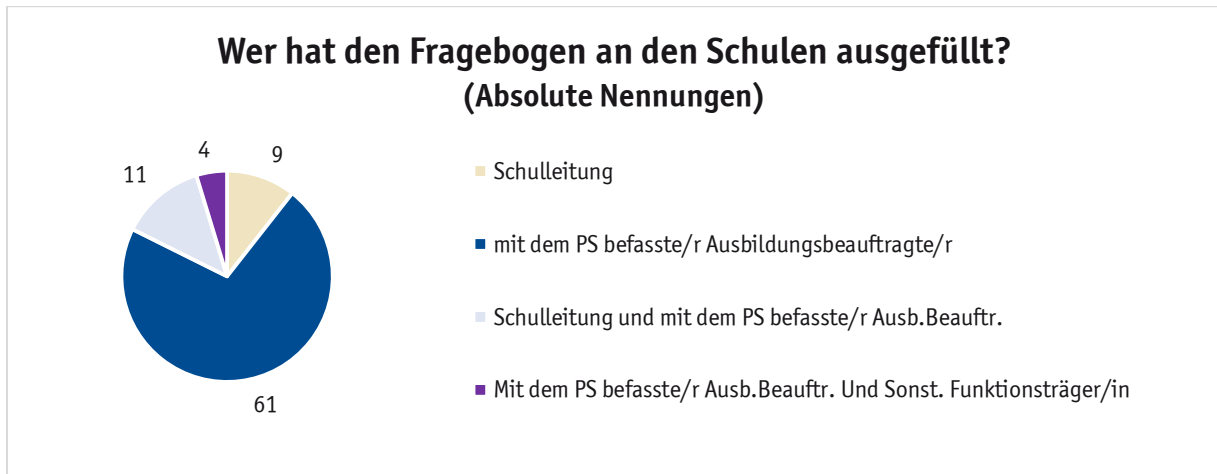 Wer hat den Fragebogen an den Schulen ausgefüllt?
(Absolute Nennungen)
4
9
11
61
Schulleitung
mit dem PS befasste/r Ausbildungsbeauftragte/r
Schulleitung und mit dem PS befasste/r Ausb.Beauftr.
Mit dem PS befasste/r Ausb.Beauftr. Und Sonst. Funktionsträger/in